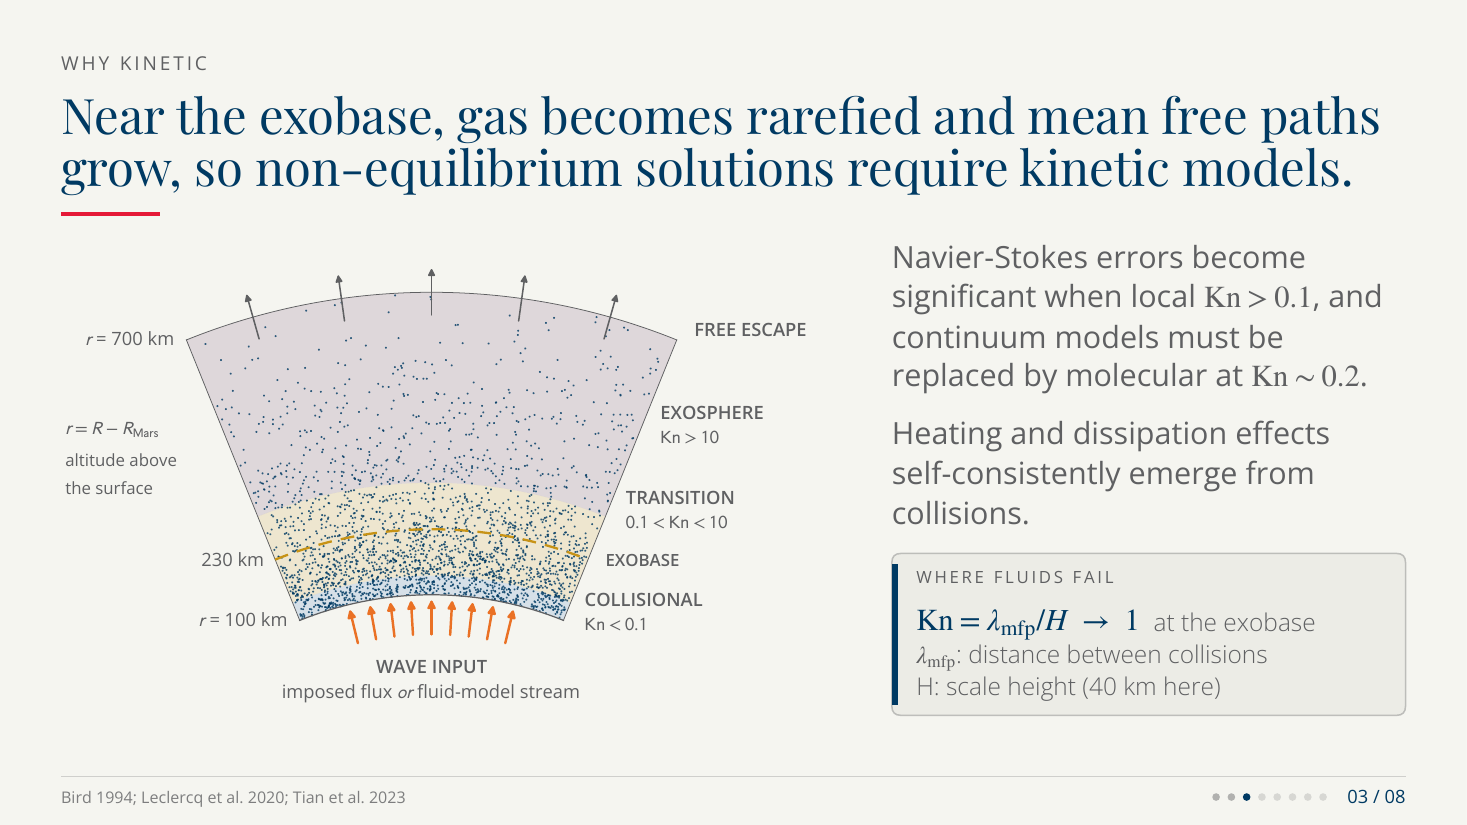 WHY KINETIC
Near the exobase, gas becomes rarefied and mean free paths
grow, so non-equilibrium solutions require kinetic models.
r = 700 km
r = R − R_Mars
altitude above
the surface
230 km
r = 100 km
FREE ESCAPE
EXOSPHERE
Kn > 10
TRANSITION
0.1 < Kn < 10
EXOBASE
COLLISIONAL
Kn < 0.1
WAVE INPUT
imposed flux or fluid-model stream
Navier-Stokes errors become
significant when local Kn > 0.1, and
continuum models must be
replaced by molecular at Kn ∼ 0.2.
Heating and dissipation effects
self-consistently emerge from
collisions.
WHERE FLUIDS FAIL
Kn = λ_mfp/H → 1 at the exobase
λ_mfp: distance between collisions
H: scale height (40 km here)
Bird 1994; Leclercq et al. 2020; Tian et al. 2023
03 / 08